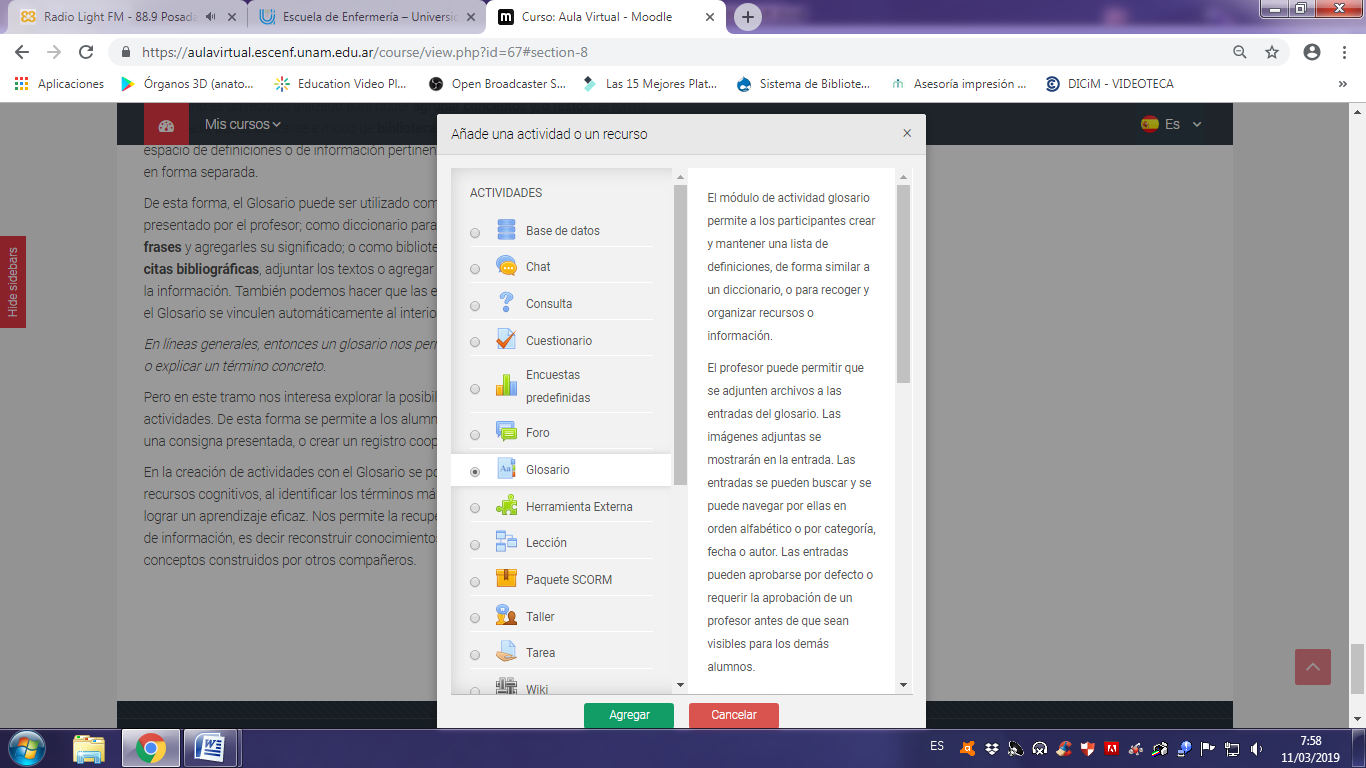 Radio Light FM - 88.9 Posada
Escuela de Enfermería – Universid
Curso: Aula Virtual - Moodle
https://aulavirtual.escenf.unam.edu.ar/course/view.php?id=67#section-8
Aplicaciones
Órganos 3D (anato...
Education Video Pl...
Open Broadcaster S...
Las 15 Mejores Plat...
Sistema de Bibliote...
Asesoría impresión ...
DICiM - VIDEOTECA
»
Mis cursos
Es
Hide sidebars
espacio de definiciones o de información pertinen
en forma separada.
De esta forma, el Glosario puede ser utilizado com
presentado por el profesor; como diccionario para
frases y agregarles su significado; o como bibliote
citas bibliográficas, adjuntar los textos o agregar
la información. También podemos hacer que las e
el Glosario se vinculen automáticamente al interio
En líneas generales, entonces un glosario nos perm
o explicar un término concreto.
Pero en este tramo nos interesa explorar la posibil
actividades. De esta forma se permite a los alumn
una consigna presentada, o crear un registro coop
En la creación de actividades con el Glosario se po
recursos cognitivos, al identificar los términos má
lograr un aprendizaje eficaz. Nos permite la recupe
de información, es decir reconstruir conocimientos
conceptos construidos por otros compañeros.
Añade una actividad o un recurso
ACTIVIDADES
Base de datos
Chat
Consulta
Cuestionario
Encuestas
predefinidas
Foro
Glosario
Herramienta Externa
Lección
Paquete SCORM
Taller
Tarea
Wiki
El módulo de actividad glosario
permite a los participantes crear
y mantener una lista de
definiciones, de forma similar a
un diccionario, o para recoger y
organizar recursos o
información.
El profesor puede permitir que
se adjunten archivos a las
entradas del glosario. Las
imágenes adjuntas se
mostrarán en la entrada. Las
entradas se pueden buscar y se
puede navegar por ellas en
orden alfabético o por categoría,
fecha o autor. Las entradas
pueden aprobarse por defecto o
requerir la aprobación de un
profesor antes de que sean
visibles para los demás
alumnos.
Agregar
Cancelar
ES
7:58
11/03/2019